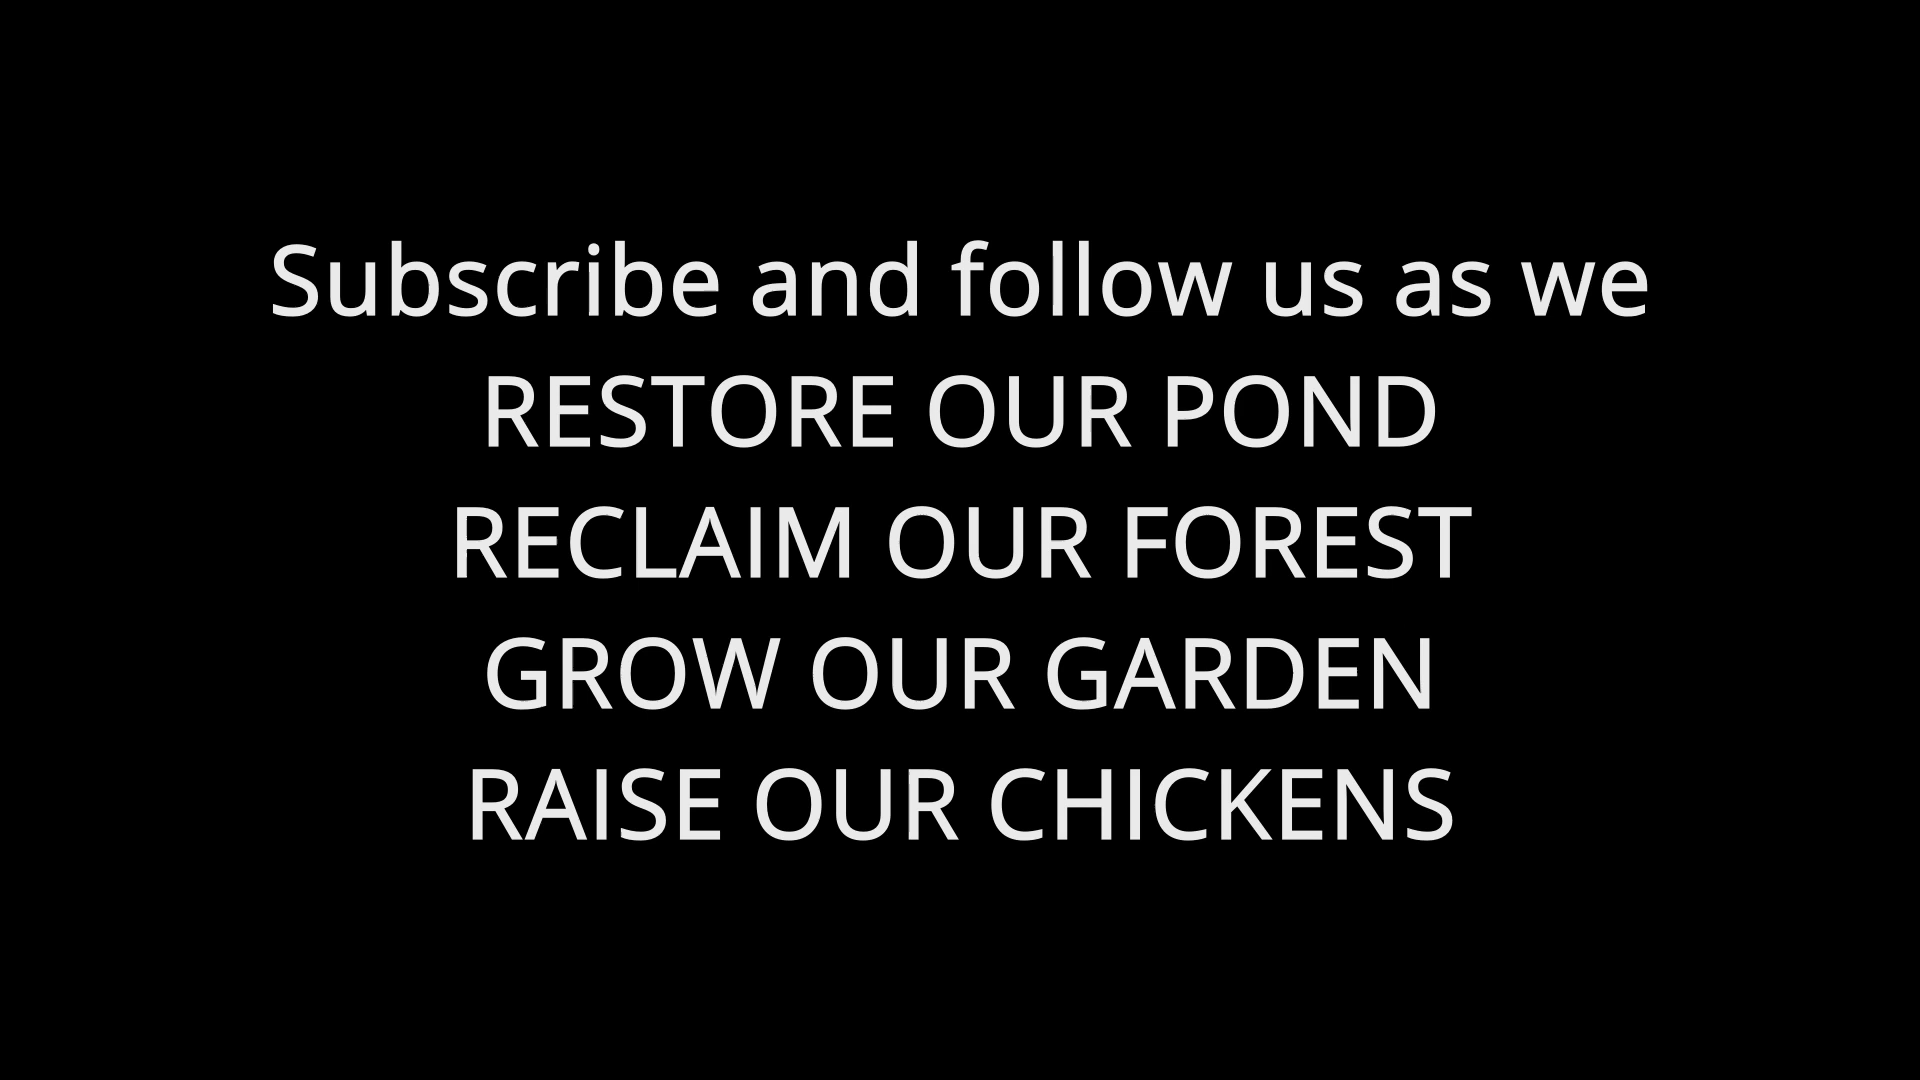 Subscribe and follow us as we
RESTORE OUR POND
RECLAIM OUR FOREST
GROW OUR GARDEN
RAISE OUR CHICKENS